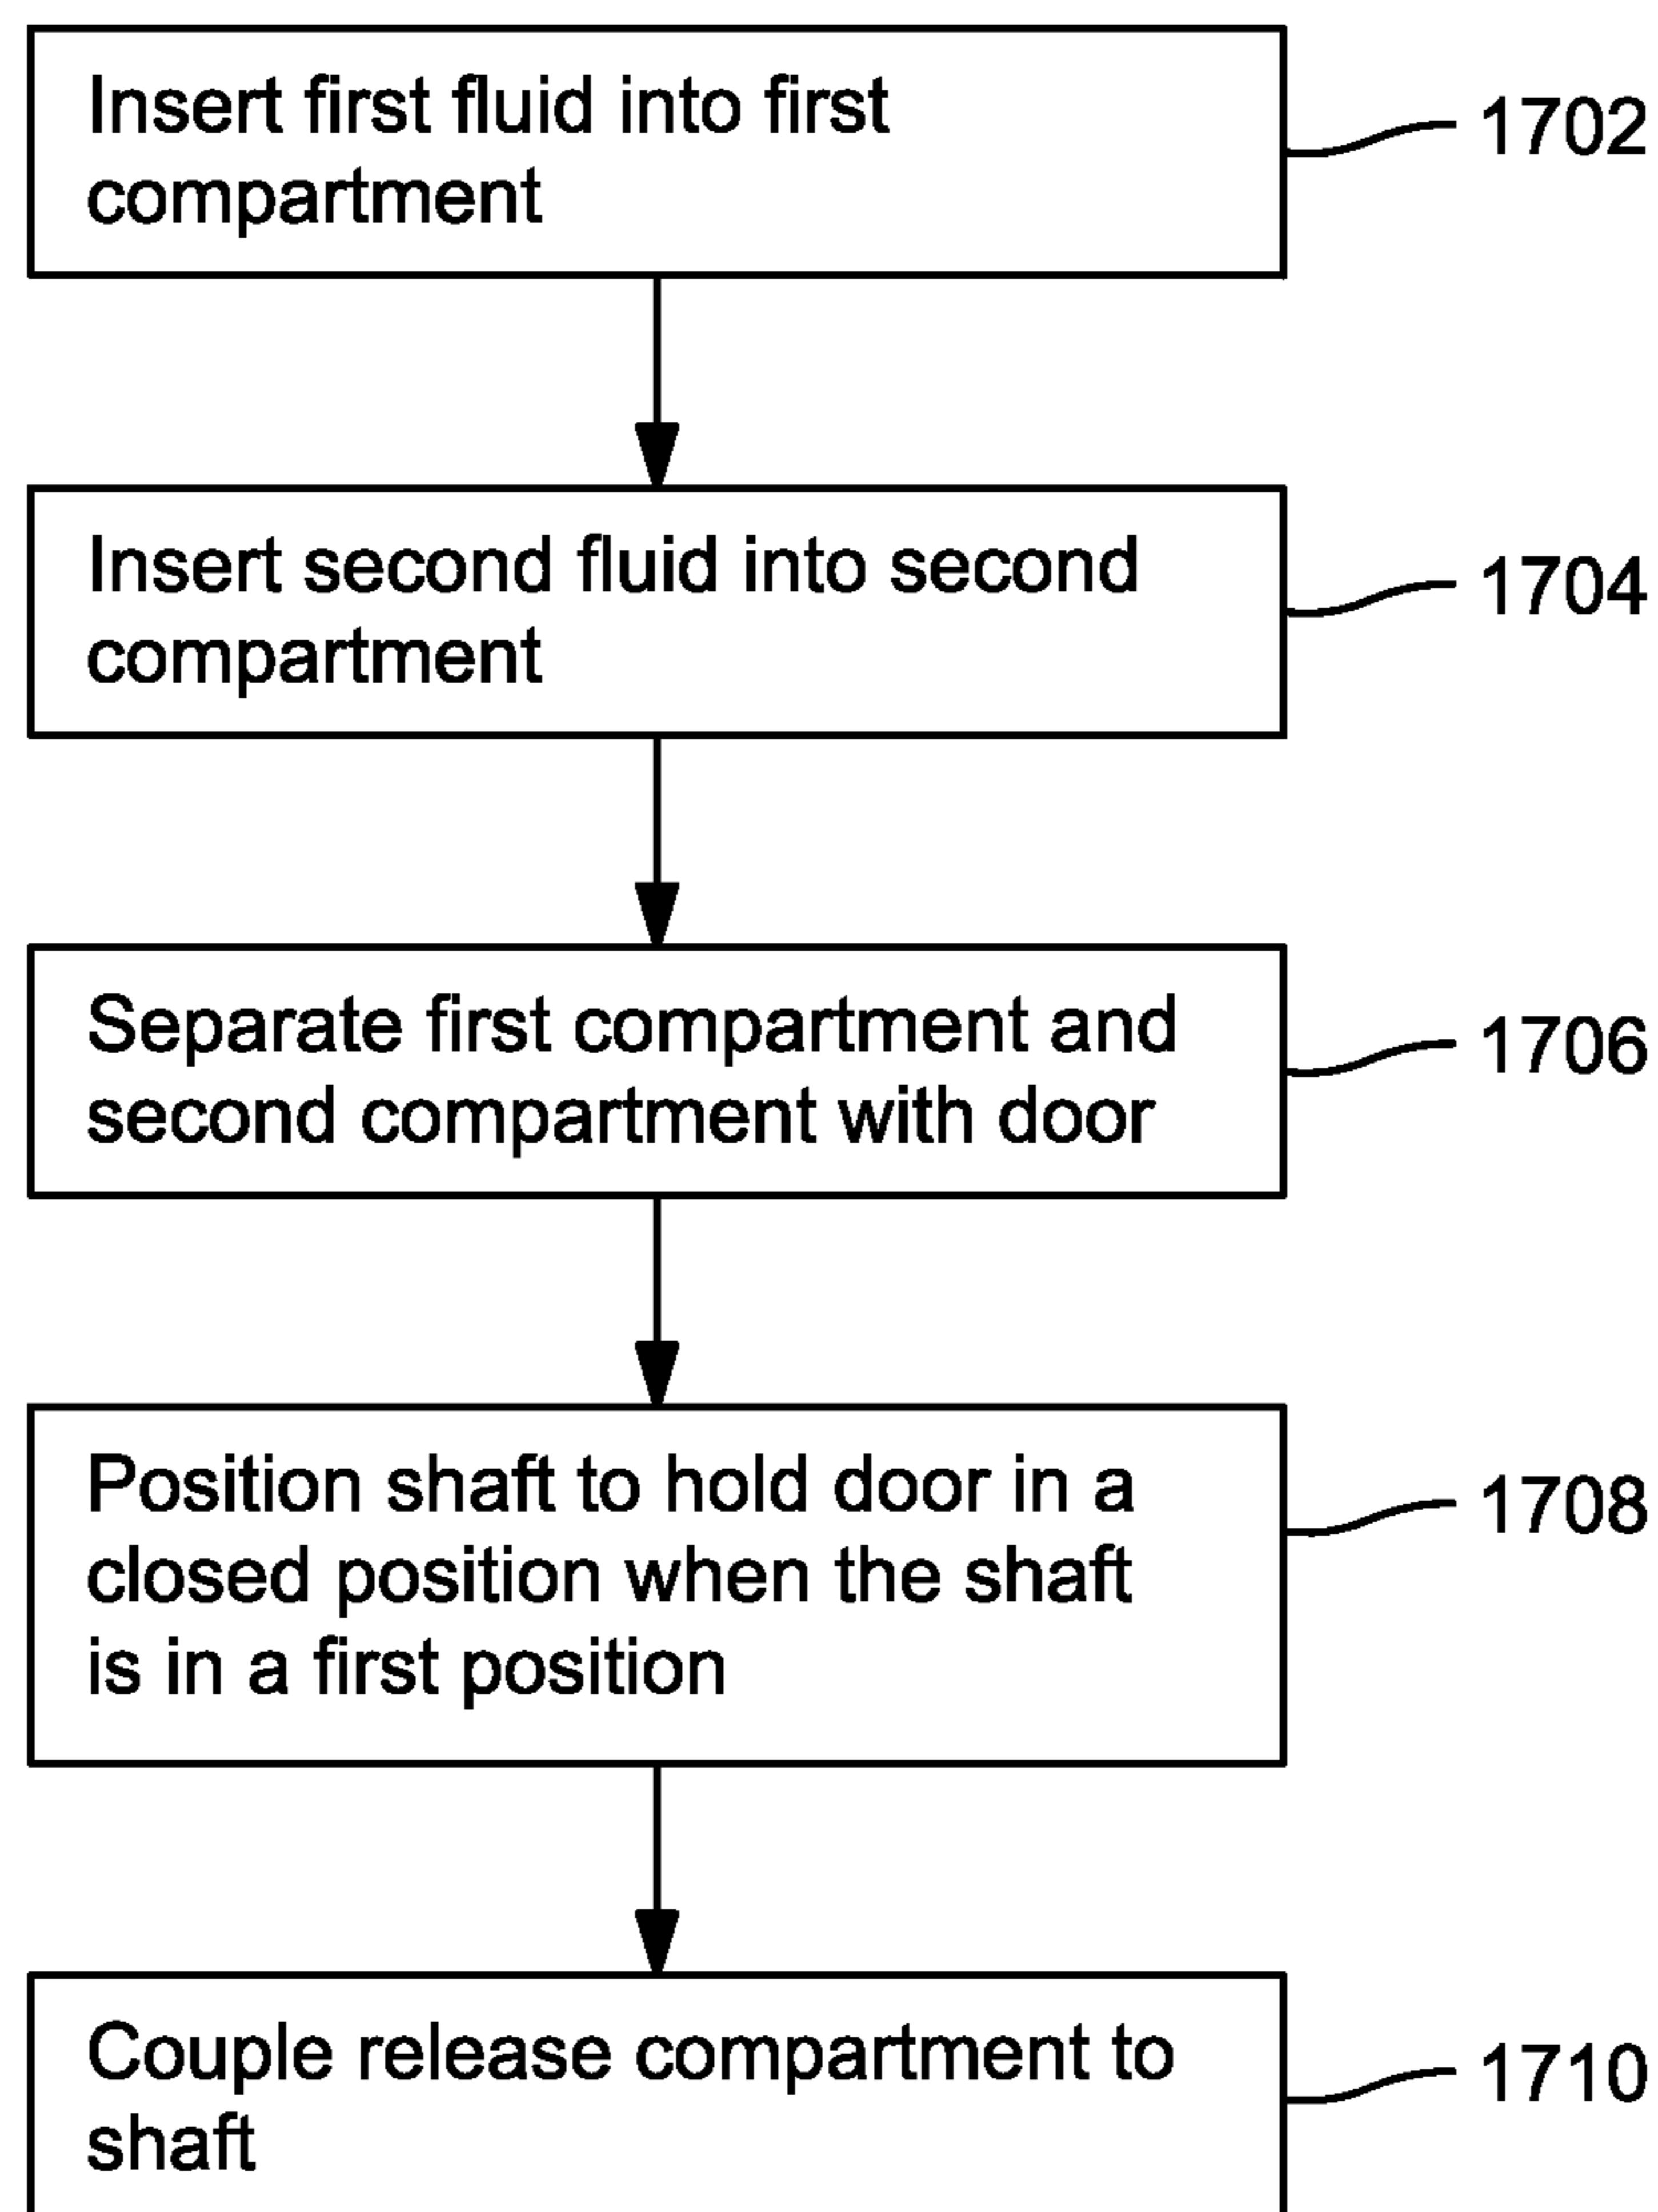 Insert first fluid into first
compartment
1702
Insert second fluid into second
compartment
1704
Separate first compartment and
second compartment with door
1706
Position shaft to hold door in a
closed position when the shaft
is in a first position
1708
Couple release compartment to
shaft
1710